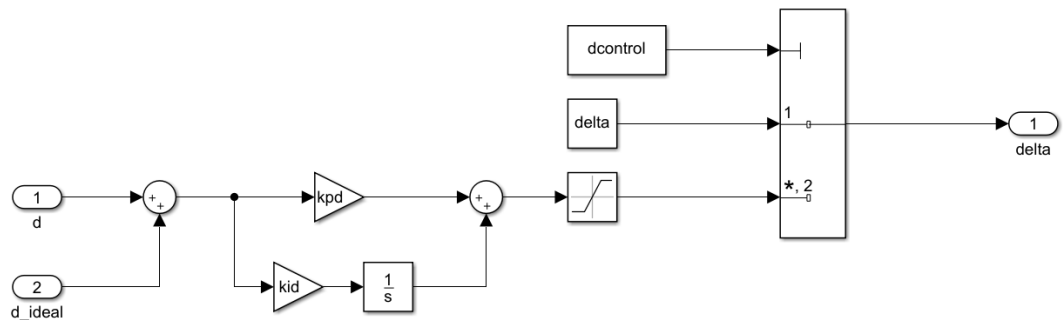 dcontrol
delta
1
*, 2
1
delta
1
d
+
+
kpd
+
+
2
d_ideal
kid
1
s